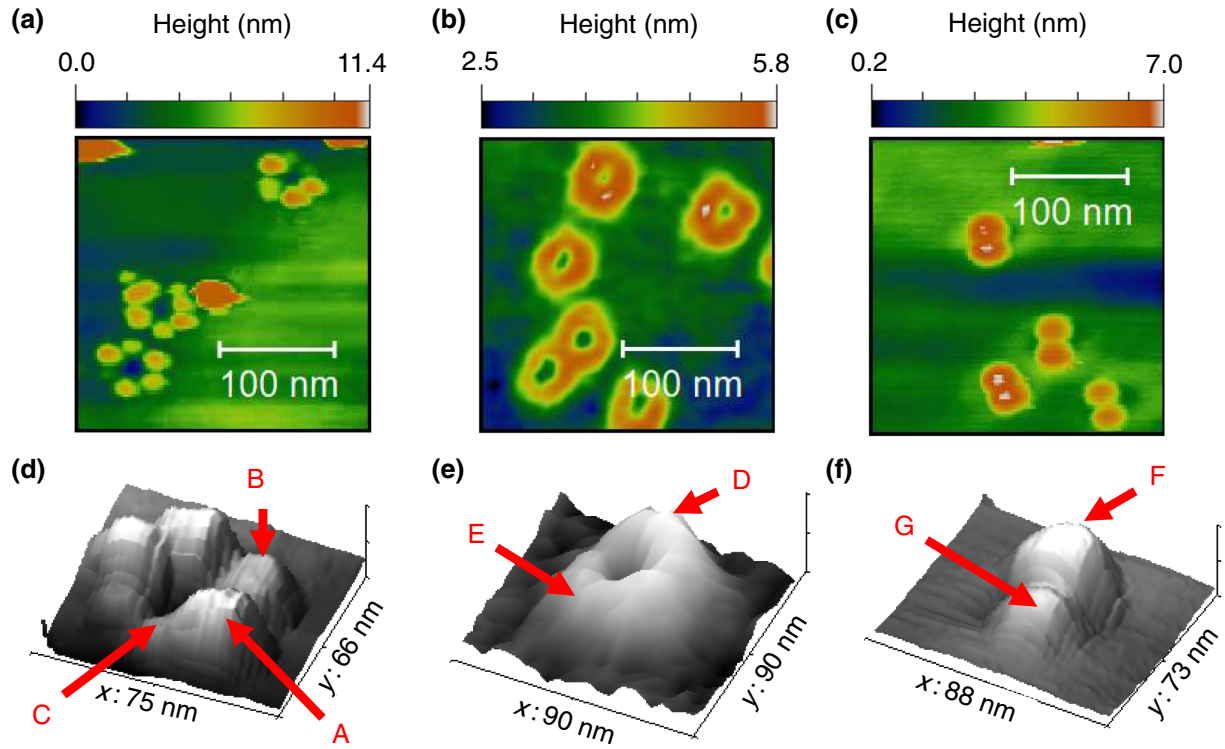 (a) Height (nm)
0.0 11.4
100 nm
(b) Height (nm)
2.5 5.8
100 nm
(c) Height (nm)
0.2 7.0
100 nm
(d)
B
C
A
x: 75 nm
y: 66 nm
(e)
D
E
x: 90 nm
y: 90 nm
(f)
F
G
x: 88 nm
y: 73 nm